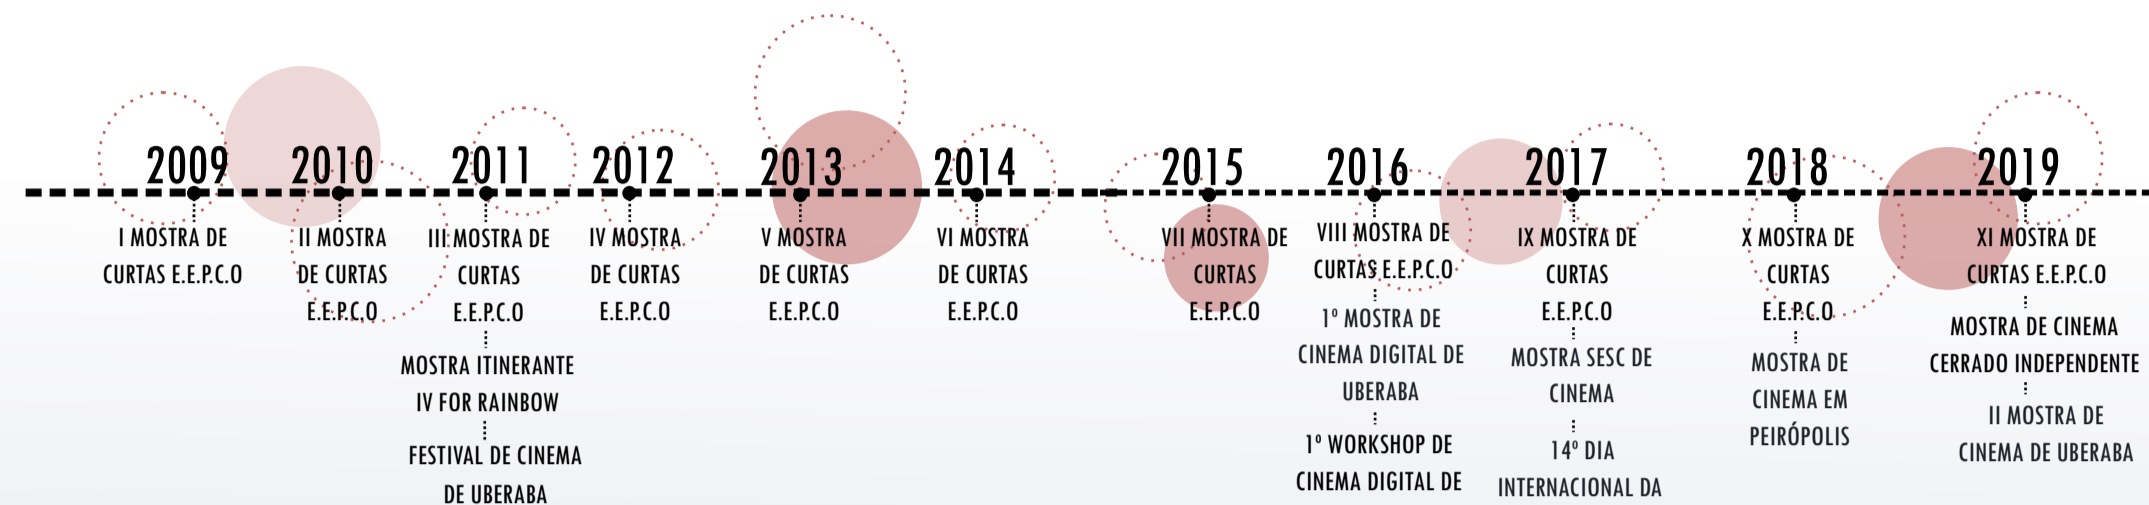 2009
I MOSTRA DE
CURTAS E.E.P.C.O
2010
II MOSTRA
DE CURTAS
E.E.P.C.O
2011
III MOSTRA DE
CURTAS
E.E.P.C.O
MOSTRA ITINERANTE
IV FOR RAINBOW
FESTIVAL DE CINEMA
DE UBERABA
2012
IV MOSTRA
DE CURTAS
E.E.P.C.O
2013
V MOSTRA
DE CURTAS
E.E.P.C.O
2014
VI MOSTRA
DE CURTAS
E.E.P.C.O
2015
VII MOSTRA DE
CURTAS
E.E.P.C.O
2016
VIII MOSTRA DE
CURTAS E.E.P.C.O
1º MOSTRA DE
CINEMA DIGITAL DE
UBERABA
1º WORKSHOP DE
CINEMA DIGITAL DE
2017
IX MOSTRA DE
CURTAS
E.E.P.C.O
MOSTRA SESC DE
CINEMA
14º DIA
INTERNACIONAL DA
2018
X MOSTRA DE
CURTAS
E.E.P.C.O
MOSTRA DE
CINEMA EM
PEIRÓPOLIS
2019
XI MOSTRA DE
CURTAS E.E.P.C.O
MOSTRA DE CINEMA
CERRADO INDEPENDENTE
II MOSTRA DE
CINEMA DE UBERABA